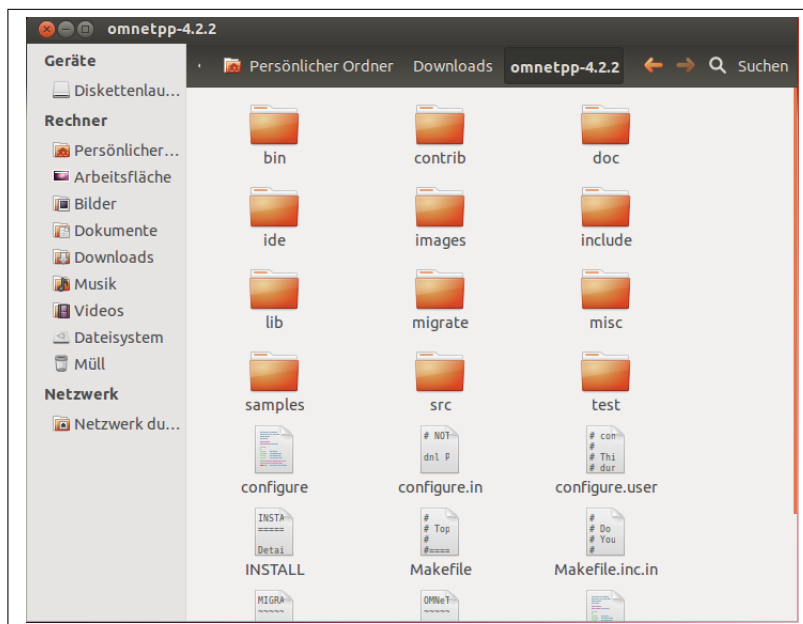 omnetpp-4.2.2
Geräte
Diskettenlau...
Rechner
Persönlicher...
Arbeitsfläche
Bilder
Dokumente
Downloads
Musik
Videos
Dateisystem
Müll
Netzwerk
Netzwerk du...
Persönlicher Ordner Downloads omnetpp-4.2.2 Suchen
bin contrib doc
ide images include
lib migrate misc
samples src test
# NOT
dnl P
# con
#
# Thi
# dur
configure configure.in configure.user
INSTA
=====
Detai
#
# Top
#
#====
#
# Do
# You
#
INSTALL Makefile Makefile.inc.in
MIGRA
~~~~~
OMNeT
~~~~~